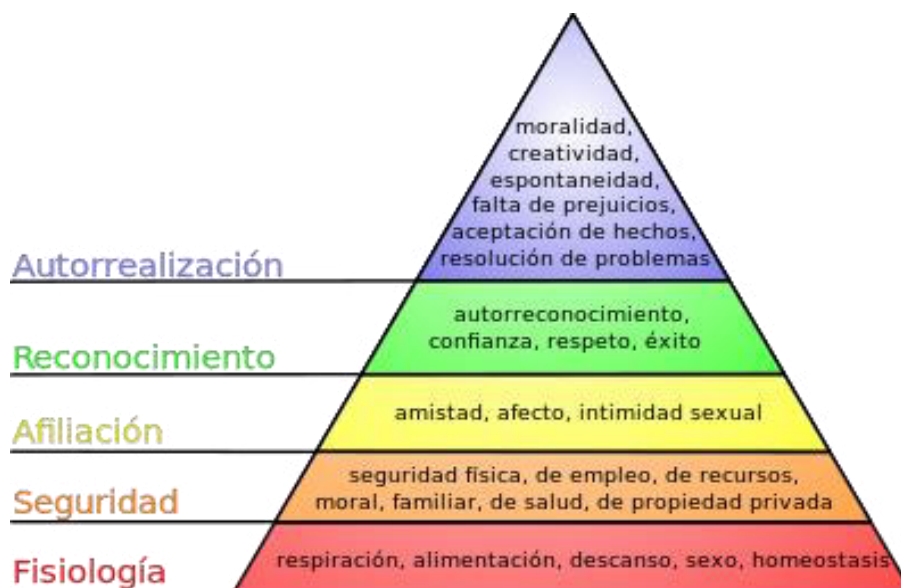 moralidad,
creatividad,
espontaneidad,
falta de prejuicios,
aceptación de hechos,
resolución de problemas
Autorrealización
autorreconocimiento,
confianza, respeto, éxito
Reconocimiento
amistad, afecto, intimidad sexual
Afiliación
seguridad física, de empleo, de recursos,
moral, familiar, de salud, de propiedad privada
Seguridad
respiración, alimentación, descanso, sexo, homeostasis
Fisiología